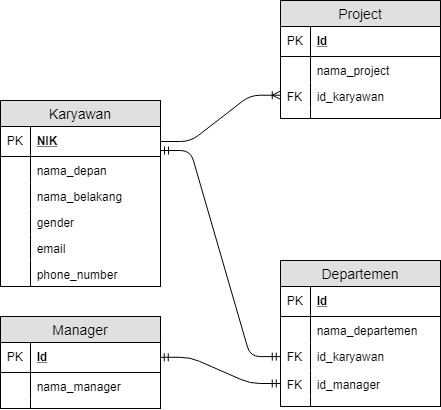 Project
PK Id
nama_project
FK id_karyawan
Karyawan
PK NIK
nama_depan
nama_belakang
gender
email
phone_number
Departemen
PK Id
nama_departemen
FK id_karyawan
FK id_manager
Manager
PK Id
nama_manager